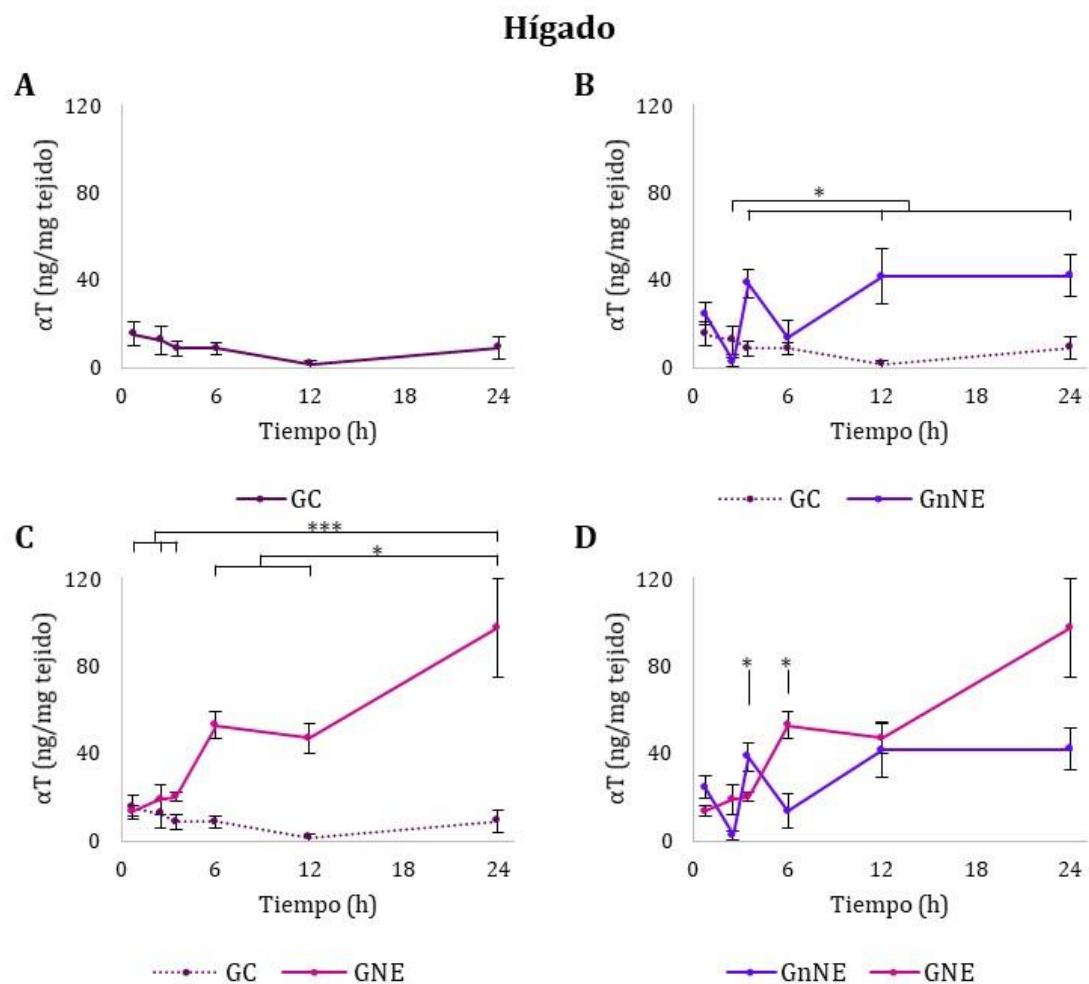 Hígado
A
αT (ng/mg tejido)
120
80
40
0
0 6 12 18 24
Tiempo (h)
GC
B
*
αT (ng/mg tejido)
120
80
40
0
0 6 12 18 24
Tiempo (h)
GC GnNE
C
***
*
αT (ng/mg tejido)
120
80
40
0
0 6 12 18 24
Tiempo (h)
GC GNE
D
* *
αT (ng/mg tejido)
120
80
40
0
0 6 12 18 24
Tiempo (h)
GnNE GNE